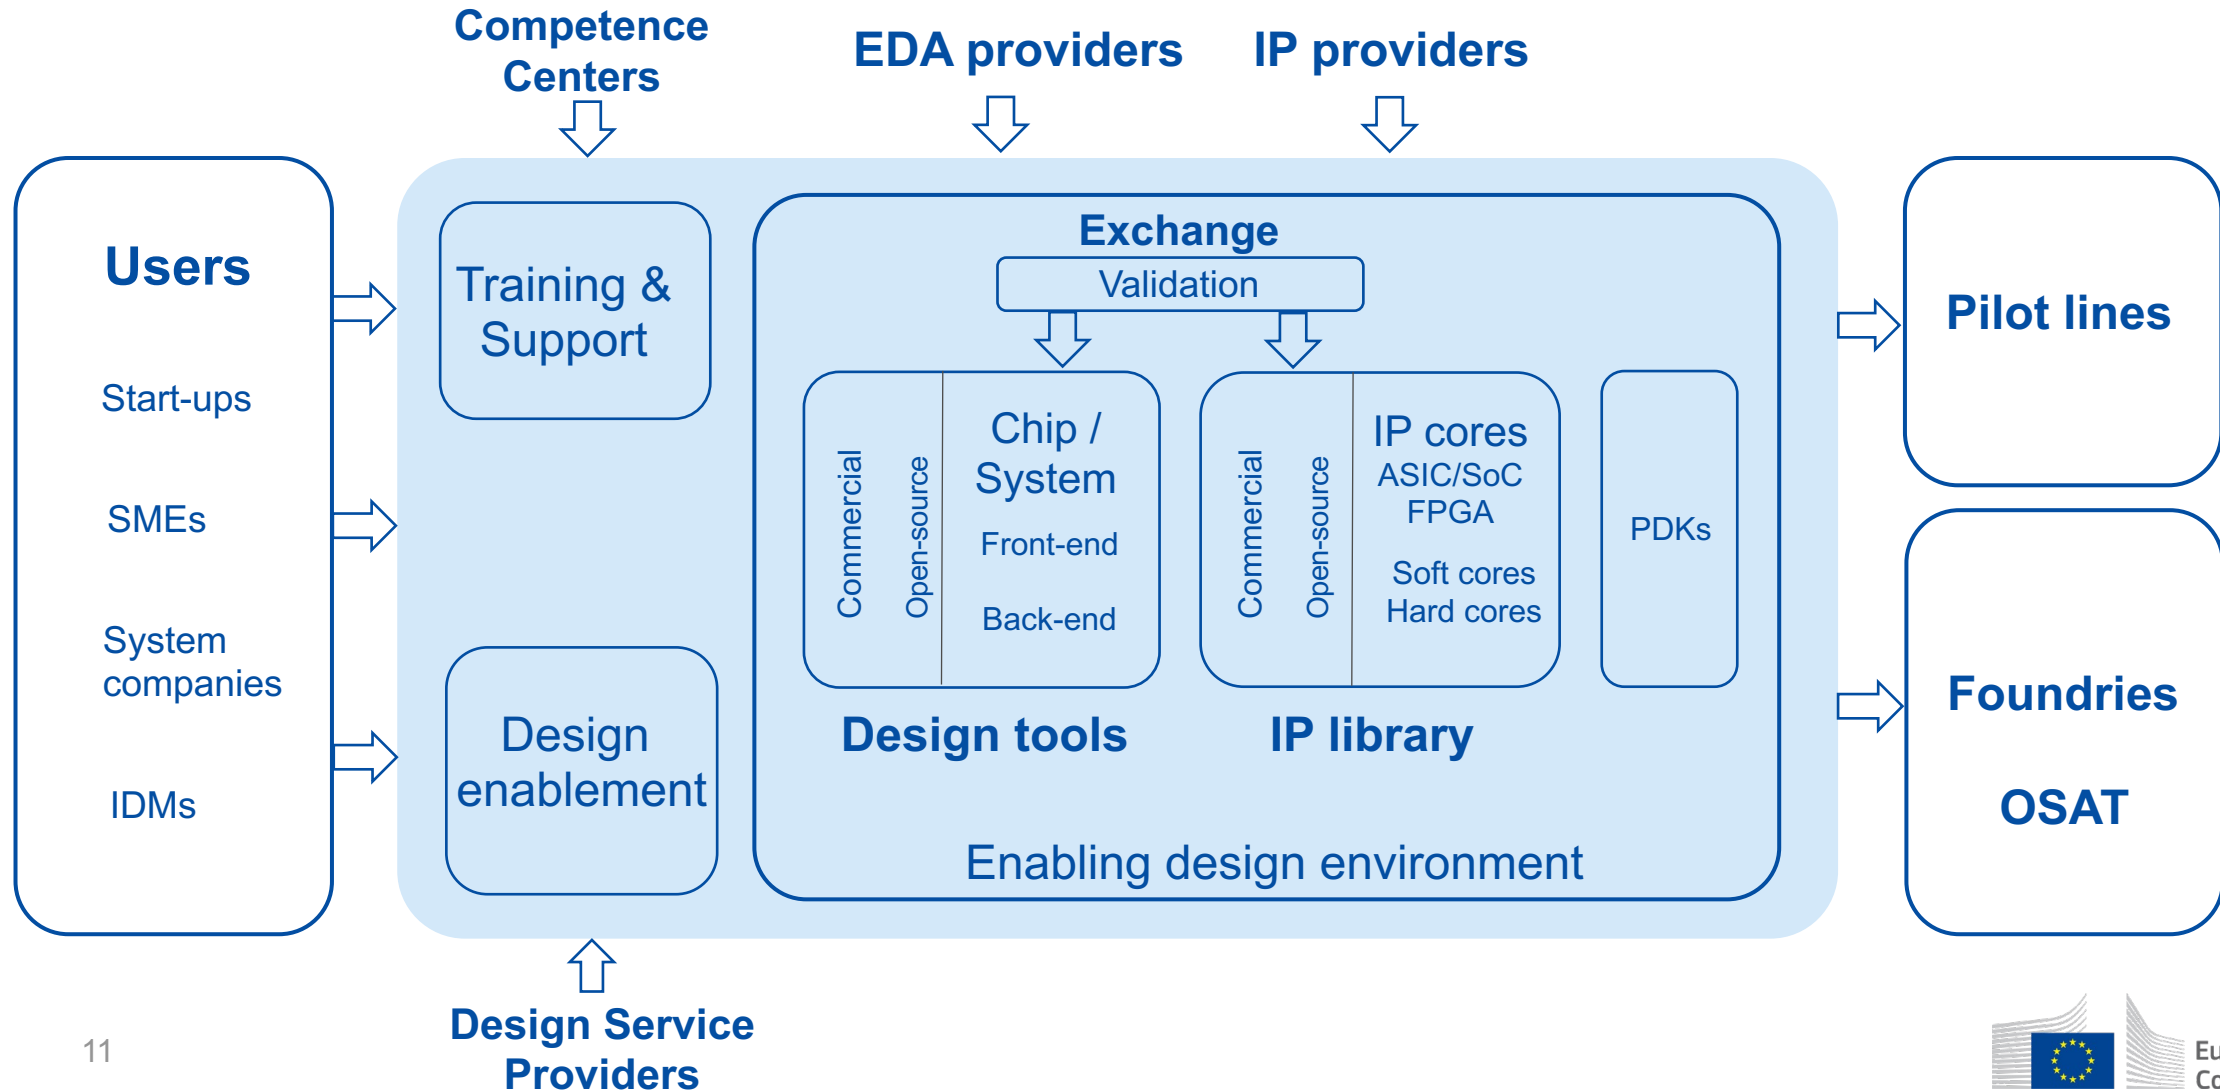 Competence
Centers
EDA providers
IP providers
Users
Start-ups
SMEs
System
companies
IDMs
Training &
Support
Design
enablement
Exchange
Validation
Commercial
Open-source
Chip /
System
Front-end
Back-end
Design tools
Commercial
Open-source
IP cores
ASIC/SoC
FPGA
Soft cores
Hard cores
IP library
PDKs
Enabling design environment
Pilot lines
Foundries
OSAT
Design Service
Providers
11